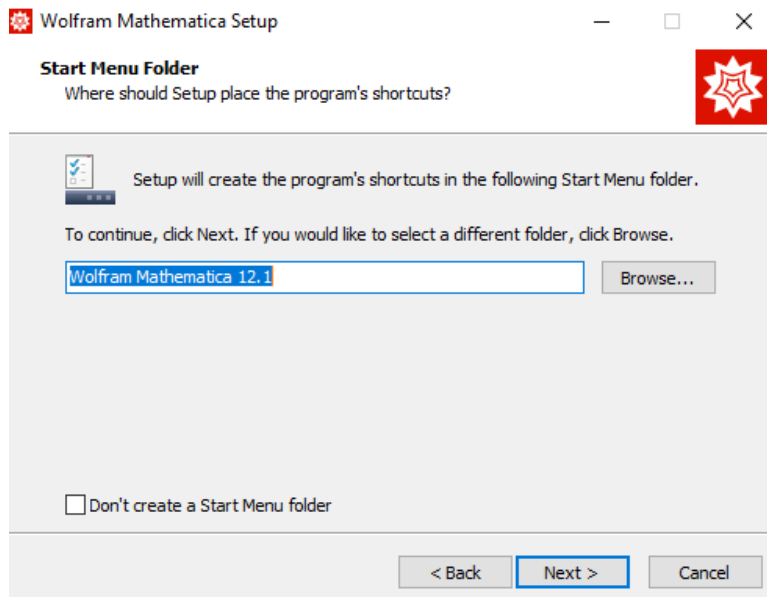 Wolfram Mathematica Setup
Start Menu Folder
Where should Setup place the program's shortcuts?
Setup will create the program's shortcuts in the following Start Menu folder.
To continue, click Next. If you would like to select a different folder, click Browse.
Wolfram Mathematica 12.1
Browse...
Don't create a Start Menu folder
< Back
Next >
Cancel